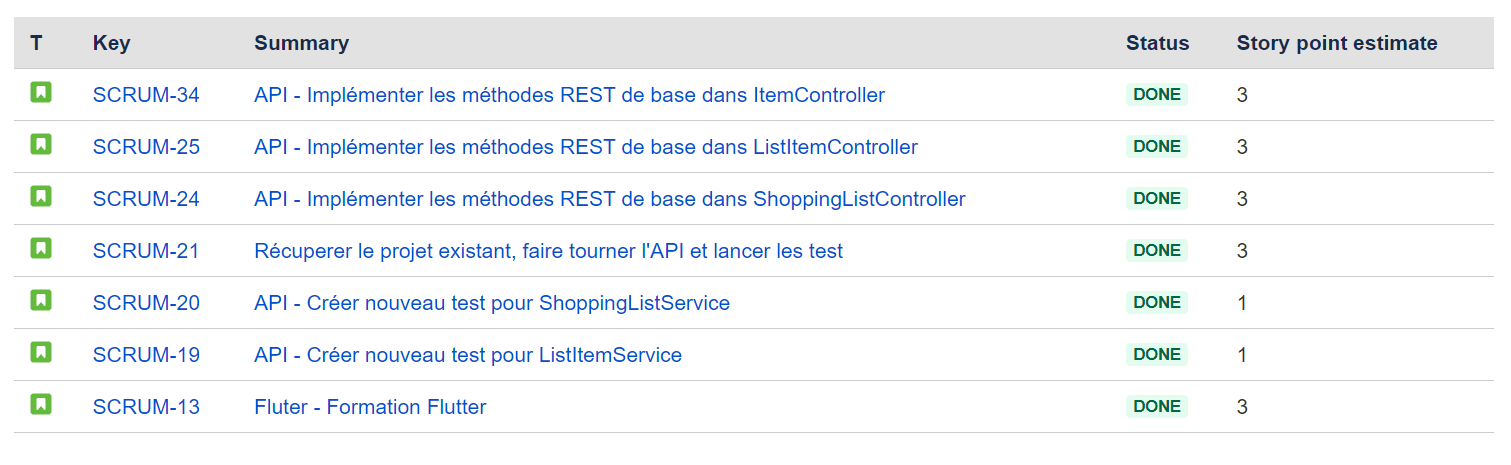 T Key Summary Status Story point estimate
SCRUM-34 API - Implémenter les méthodes REST de base dans ItemController DONE 3
SCRUM-25 API - Implémenter les méthodes REST de base dans ListItemController DONE 3
SCRUM-24 API - Implémenter les méthodes REST de base dans ShoppingListController DONE 3
SCRUM-21 Récuperer le projet existant, faire tourner l'API et lancer les test DONE 3
SCRUM-20 API - Créer nouveau test pour ShoppingListService DONE 1
SCRUM-19 API - Créer nouveau test pour ListItemService DONE 1
SCRUM-13 Fluter - Formation Flutter DONE 3